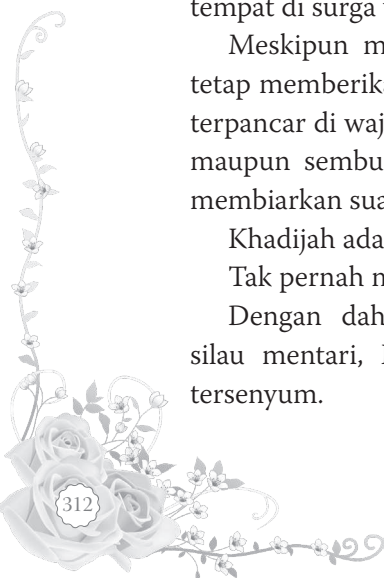 tempat di surga
Meskipun
tetap memberik
terpancar di waj
maupun sembu
membiarkan sua
Khadijah ada
Tak pernah
Dengan dah
silau mentari,
tersenyum.
312